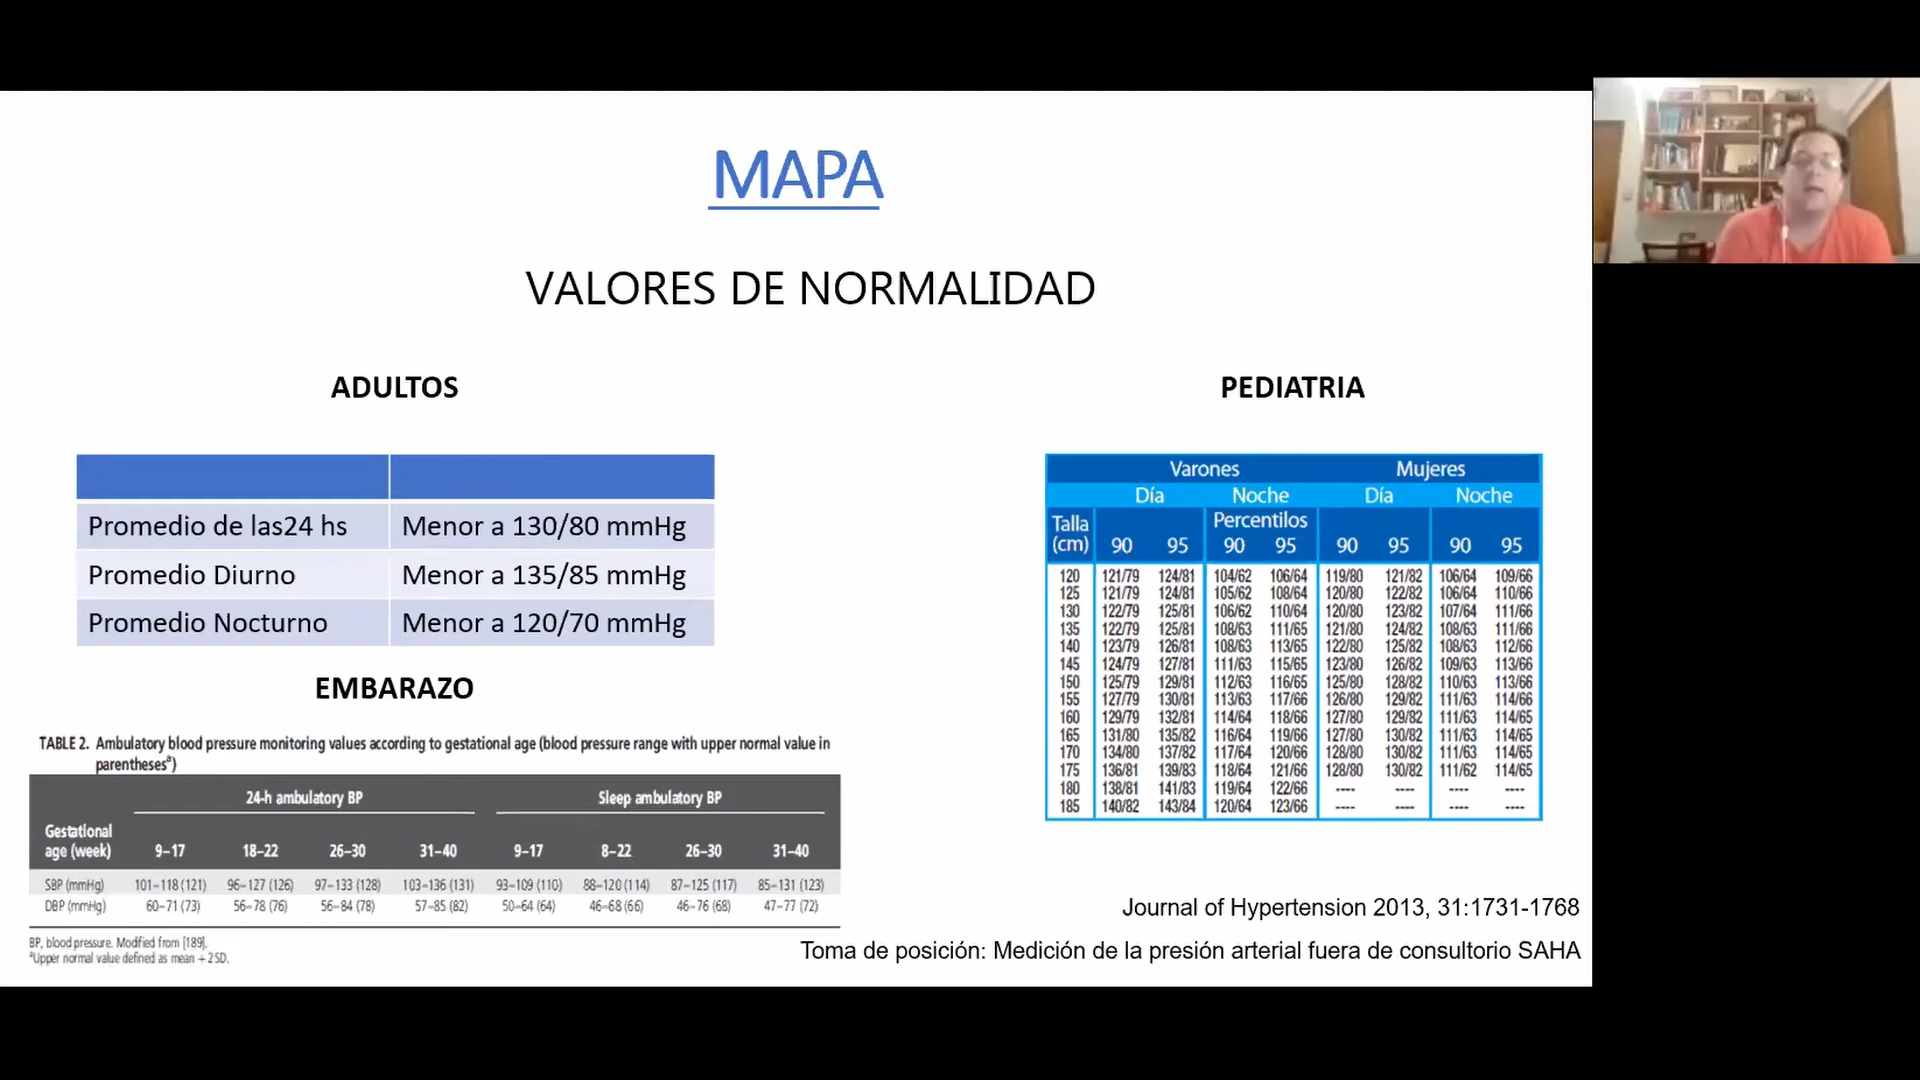 MAPA
VALORES DE NORMALIDAD
ADULTOS
Promedio de las24 hs Menor a 130/80 mmHg
Promedio Diurno Menor a 135/85 mmHg
Promedio Nocturno Menor a 120/70 mmHg
EMBARAZO
TABLE 2. Ambulatory blood pressure monitoring values according to gestational age (blood pressure range with upper normal value in
parenthesesᵃ)
24-h ambulatory BP Sleep ambulatory BP
Gestational
age (week) 9–17 18–22 26–30 31–40 9–17 8–22 26–30 31–40
SBP (mmHg) 101–118 (121) 96–127 (126) 97–133 (128) 103–136 (131) 93–109 (110) 88–120 (114) 87–125 (117) 85–131 (123)
DBP (mmHg) 60–71 (73) 56–78 (76) 56–84 (78) 57–85 (82) 50–64 (64) 46–68 (66) 46–76 (68) 47–77 (72)
BP, blood pressure. Modified from [189].
ᵃUpper normal value defined as mean + 2 SD.
PEDIATRIA
Varones Mujeres
Día Noche Día Noche
Talla Percentilos
(cm) 90 95 90 95 90 95 90 95
120 121/79 124/81 104/62 106/64 119/80 121/82 106/64 109/66
125 121/79 124/81 105/62 108/64 120/80 122/82 106/64 110/66
130 122/79 125/81 106/62 110/64 120/80 123/82 107/64 111/66
135 122/79 125/81 108/63 111/65 121/80 124/82 108/63 111/66
140 123/79 126/81 108/63 113/65 122/80 125/82 108/63 112/66
145 124/79 127/81 111/63 115/65 123/80 126/82 109/63 113/66
150 125/79 129/81 112/63 116/65 125/80 128/82 110/63 113/66
155 127/79 130/81 113/63 117/66 126/80 129/82 111/63 114/66
160 129/79 132/81 114/64 118/66 127/80 129/82 111/63 114/65
165 131/80 135/82 116/64 119/66 127/80 130/82 111/63 114/65
170 134/80 137/82 117/64 120/66 128/80 130/82 111/63 114/65
175 136/81 139/83 118/64 121/66 128/80 130/82 111/62 114/65
180 138/81 141/83 119/64 122/66 ---- ---- ---- ----
185 140/82 143/84 120/64 123/66 ---- ---- ---- ----
Journal of Hypertension 2013, 31:1731-1768
Toma de posición: Medición de la presión arterial fuera de consultorio SAHA